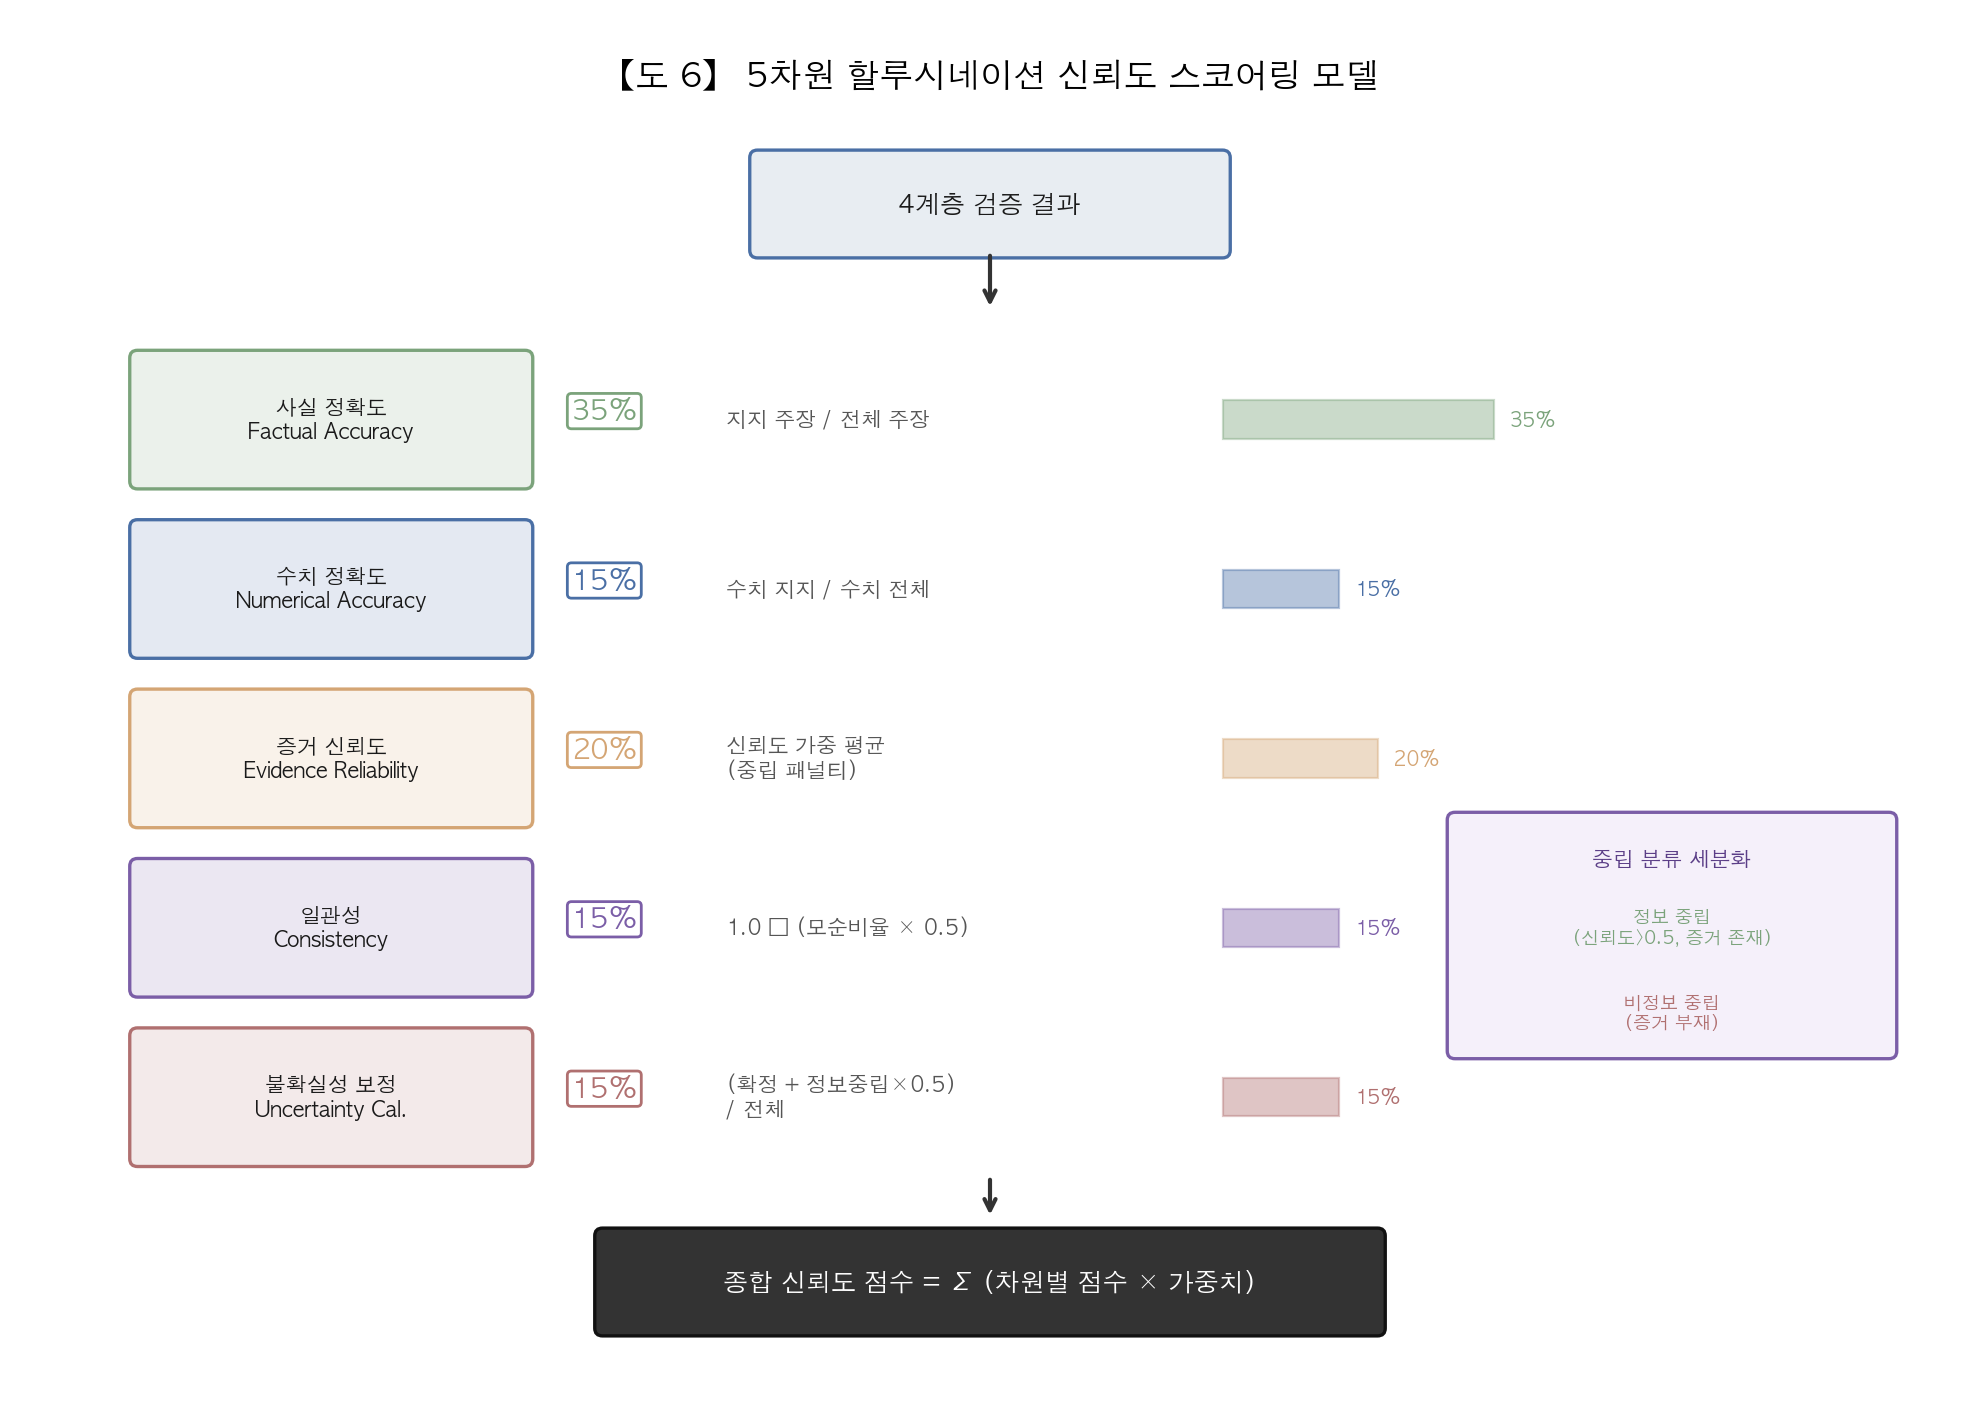 【도 6】 5차원 할루시네이션 신뢰도 스코어링 모델
4계층 검증 결과
사실 정확도
Factual Accuracy
35%
지지 주장 / 전체 주장
35%
수치 정확도
Numerical Accuracy
15%
수치 지지 / 수치 전체
15%
증거 신뢰도
Evidence Reliability
20%
신뢰도 가중 평균
(중립 패널티)
20%
일관성
Consistency
15%
1.0 □ (모순비율 × 0.5)
15%
중립 분류 세분화
정보 중립
(신뢰도>0.5, 증거 존재)
비정보 중립
(증거 부재)
불확실성 보정
Uncertainty Cal.
15%
(확정 + 정보중립×0.5)
/ 전체
15%
종합 신뢰도 점수 = Σ (차원별 점수 × 가중치)